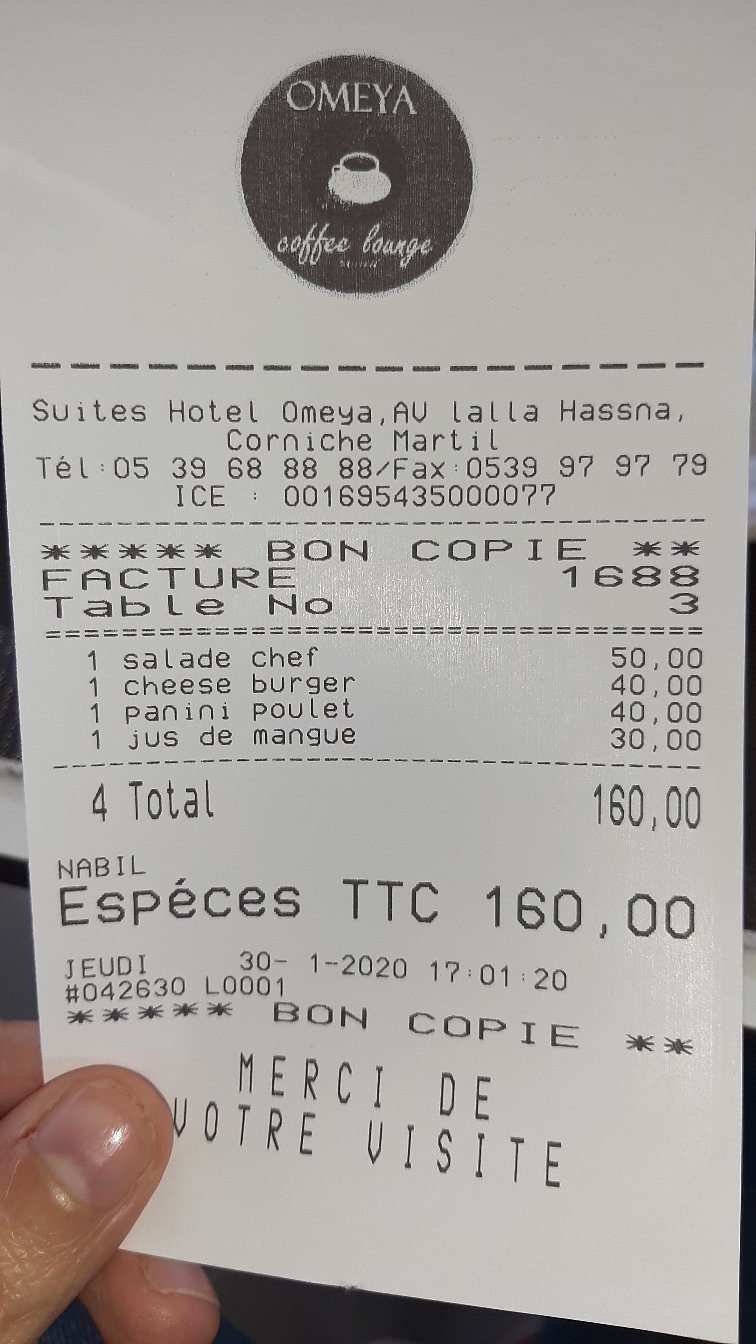 OMEYA
coffee lounge
Suites Hotel Omeya,AV lalla Hassna,
Corniche Martil
Tél:05 39 68 88 88/Fax:0539 97 97 79
ICE : 001695435000077
***** BON COPIE **
FACTURE 1688
Table No 3
1 salade chef 50,00
1 cheese burger 40,00
1 panini poulet 40,00
1 jus de mangue 30,00
4 Total 160,00
NABIL
Espéces TTC 160,00
JEUDI 30- 1-2020 17:01:20
#042630 L0001
***** BON COPIE **
MERCI DE
VOTRE VISITE